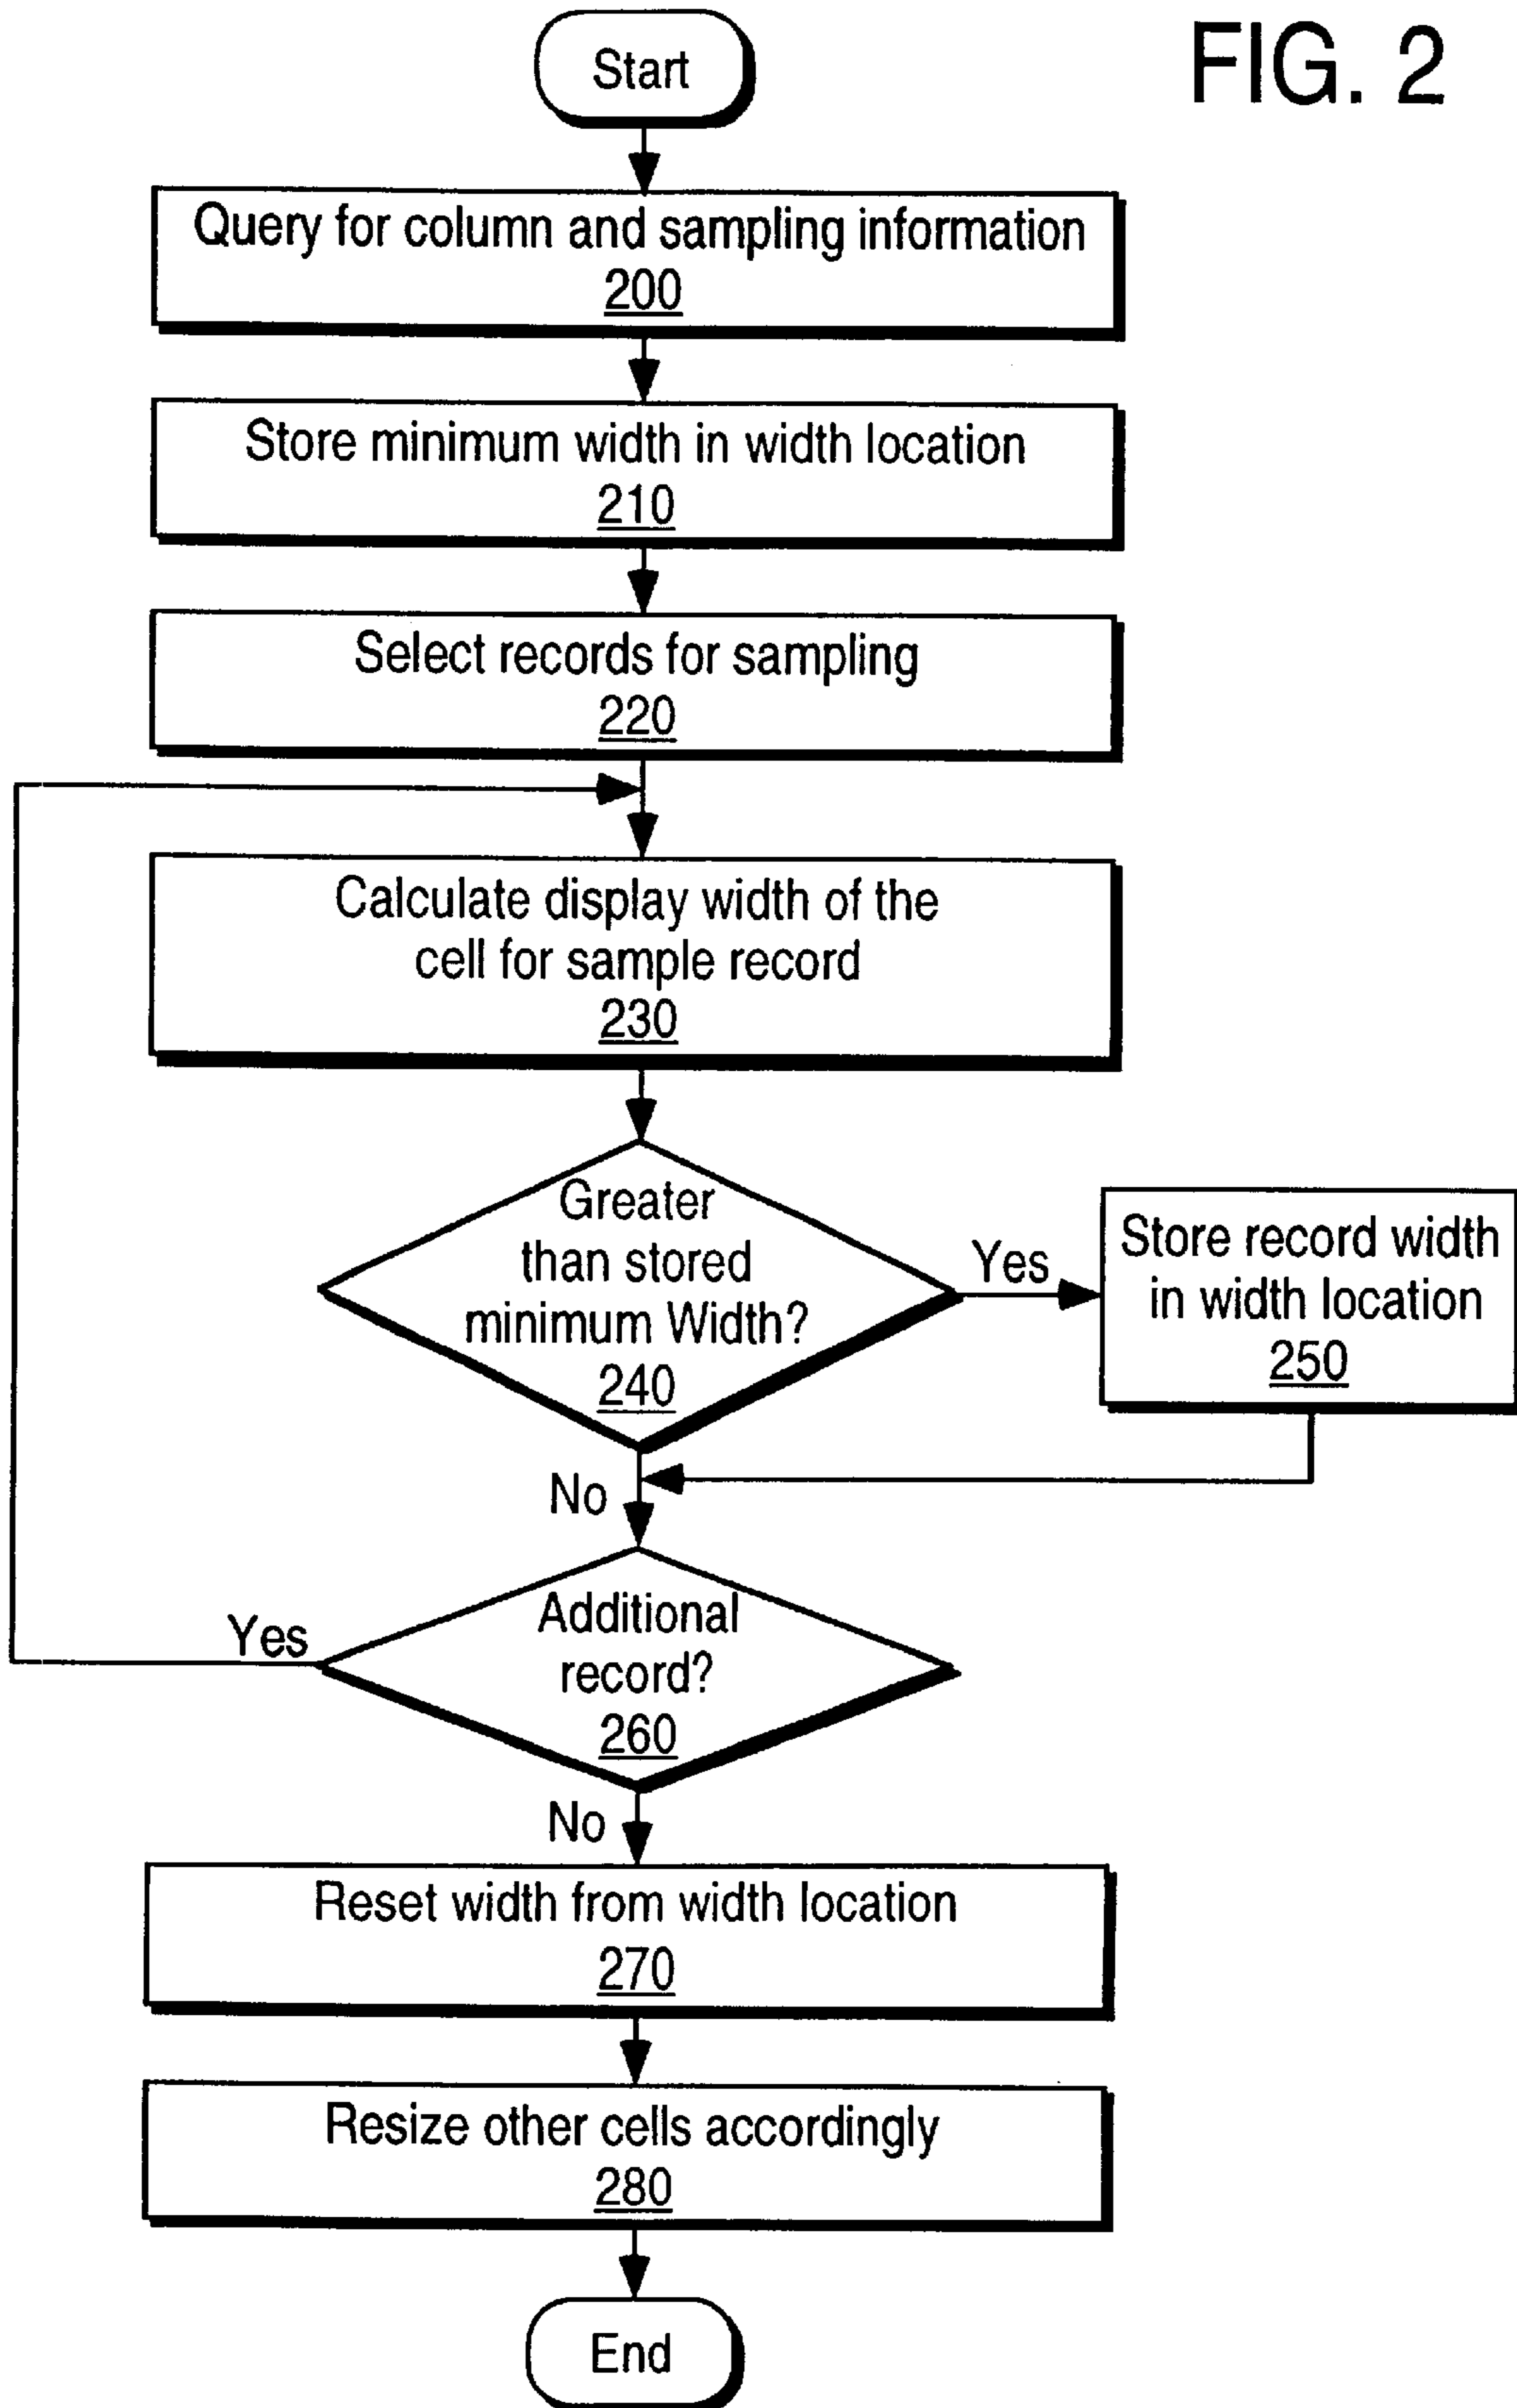 FIG. 2
Start
Query for column and sampling information
200
Store minimum width in width location
210
Select records for sampling
220
Calculate display width of the
cell for sample record
230
Greater
than stored
minimum Width?
240
Yes
Store record width
in width location
250
No
Additional
record?
260
Yes
No
Reset width from width location
270
Resize other cells accordingly
280
End